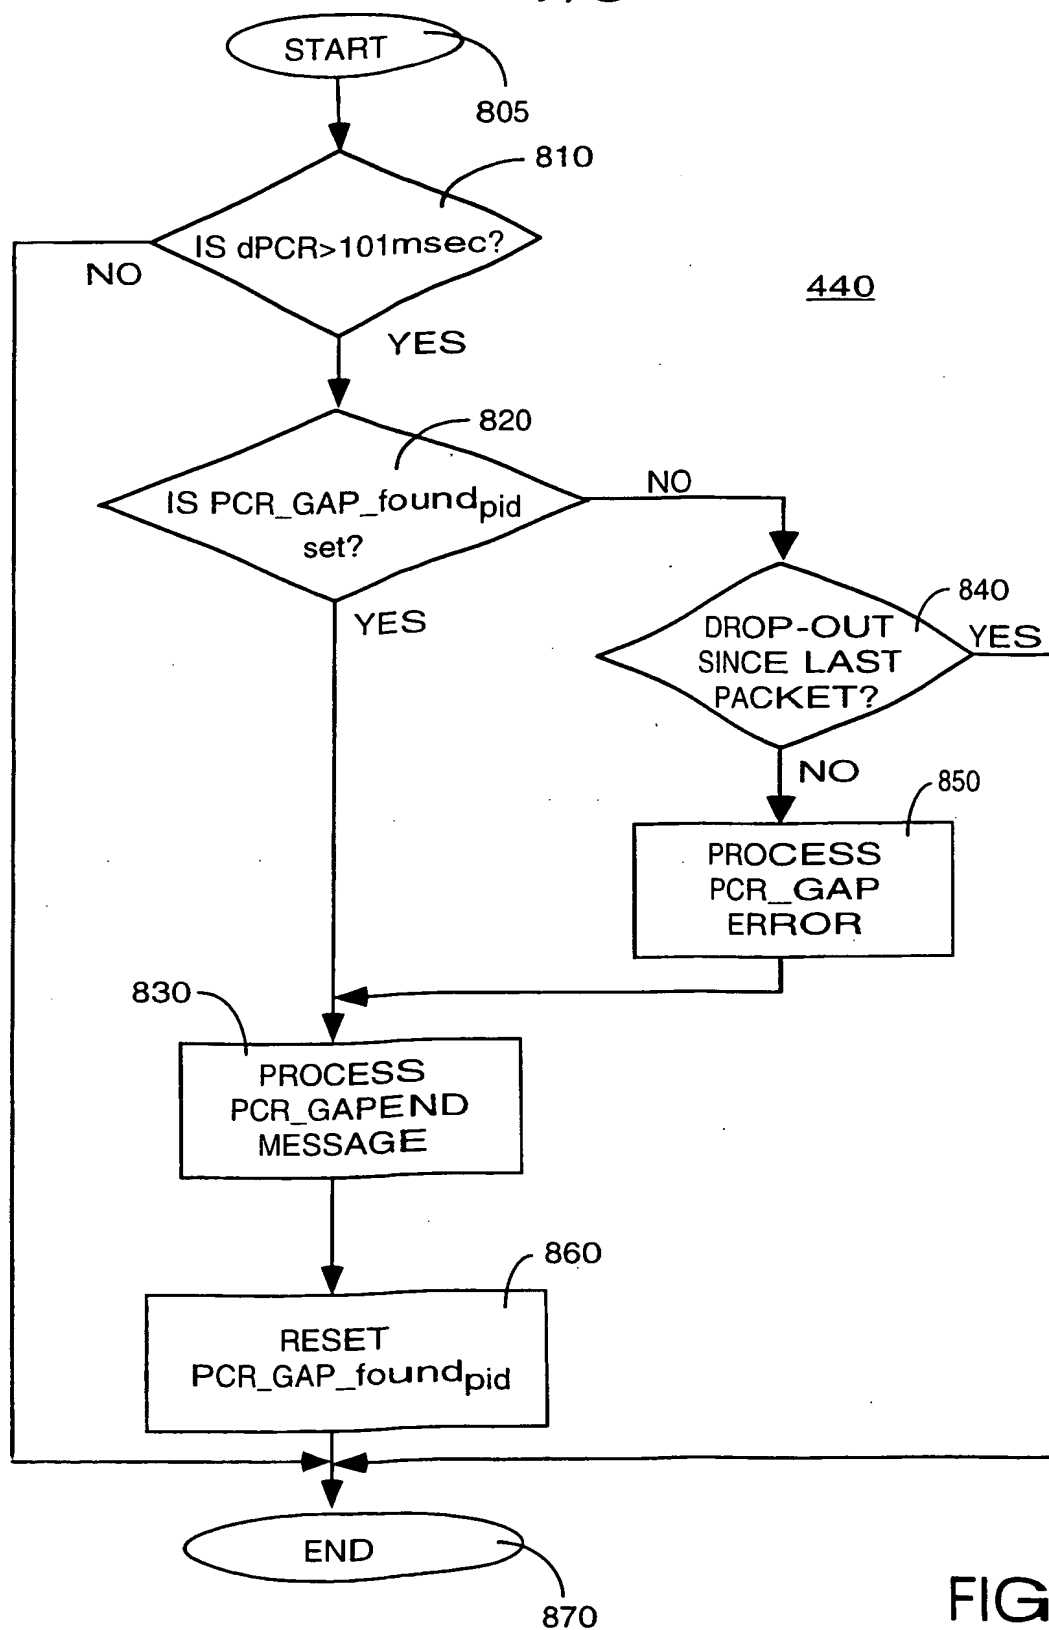 START
805
810
IS dPCR>101msec?
NO
440
YES
820
IS PCR_GAP_foundpid
set?
NO
YES
840
DROP-OUT
SINCE LAST
PACKET?
YES
NO
850
PROCESS
PCR_GAP
ERROR
830
PROCESS
PCR_GAPEND
MESSAGE
860
RESET
PCR_GAP_foundpid
END
870
FIG